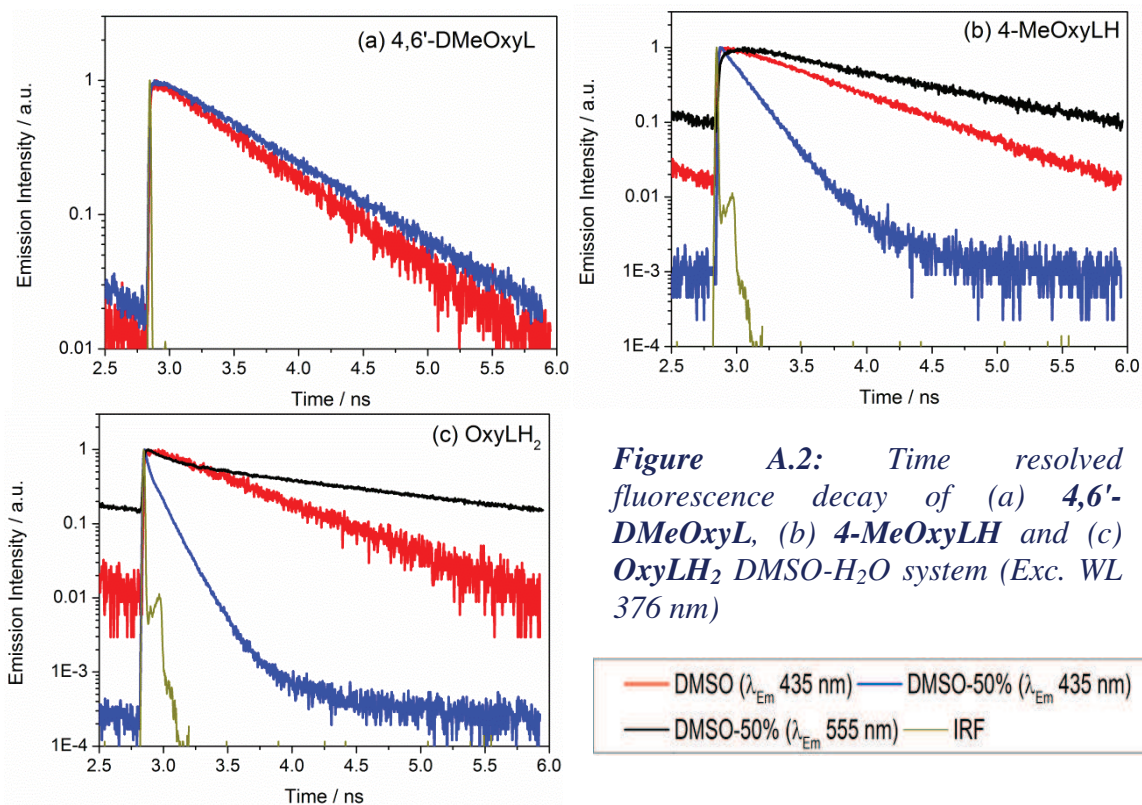 (a) 4,6'-DMeOxyL
Emission Intensity / a.u.
1
0.1
0.01
2.5 3.0 3.5 4.0 4.5 5.0 5.5 6.0
Time / ns
(b) 4-MeOxyLH
Emission Intensity / a.u.
1
0.1
0.01
1E-3
1E-4
2.5 3.0 3.5 4.0 4.5 5.0 5.5 6.0
Time / ns
(c) OxyLH2
Emission Intensity / a.u.
1
0.1
0.01
1E-3
1E-4
2.5 3.0 3.5 4.0 4.5 5.0 5.5 6.0
Time / ns
Figure A.2: Time resolved
fluorescence decay of (a) 4,6'-
DMeOxyL, (b) 4-MeOxyLH and (c)
OxyLH2 DMSO-H2O system (Exc. WL
376 nm)
DMSO (λEm 435 nm) DMSO-50% (λEm 435 nm)
DMSO-50% (λEm 555 nm) IRF